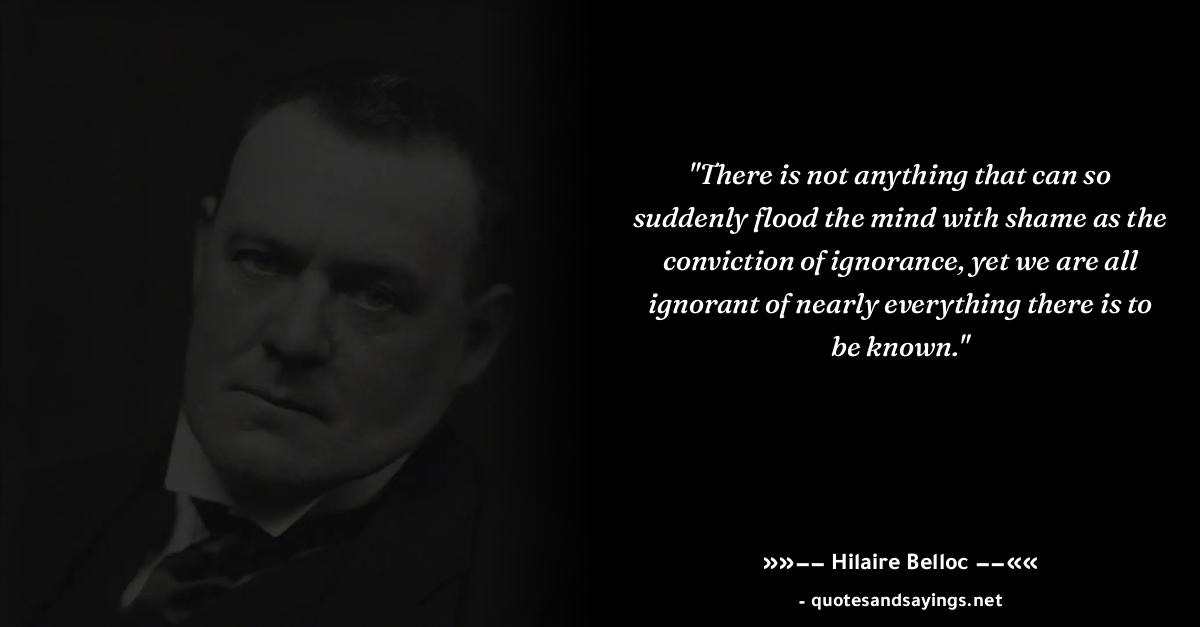 "There is not anything that can so
suddenly flood the mind with shame as the
conviction of ignorance, yet we are all
ignorant of nearly everything there is to
be known."
»»–– Hilaire Belloc ––««
- quotesandsayings.net